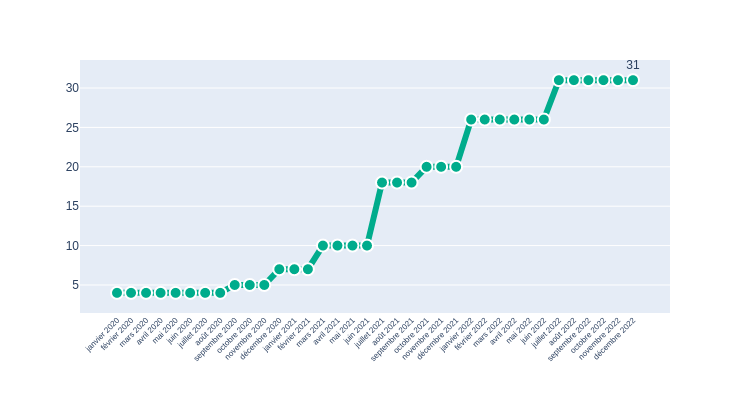 31
30
25
20
15
10
5
janvier 2020
février 2020
mars 2020
avril 2020
mai 2020
juin 2020
juillet 2020
août 2020
septembre 2020
octobre 2020
novembre 2020
décembre 2020
janvier 2021
février 2021
mars 2021
avril 2021
mai 2021
juin 2021
juillet 2021
août 2021
septembre 2021
octobre 2021
novembre 2021
décembre 2021
janvier 2022
février 2022
mars 2022
avril 2022
mai 2022
juin 2022
juillet 2022
août 2022
septembre 2022
octobre 2022
novembre 2022
décembre 2022